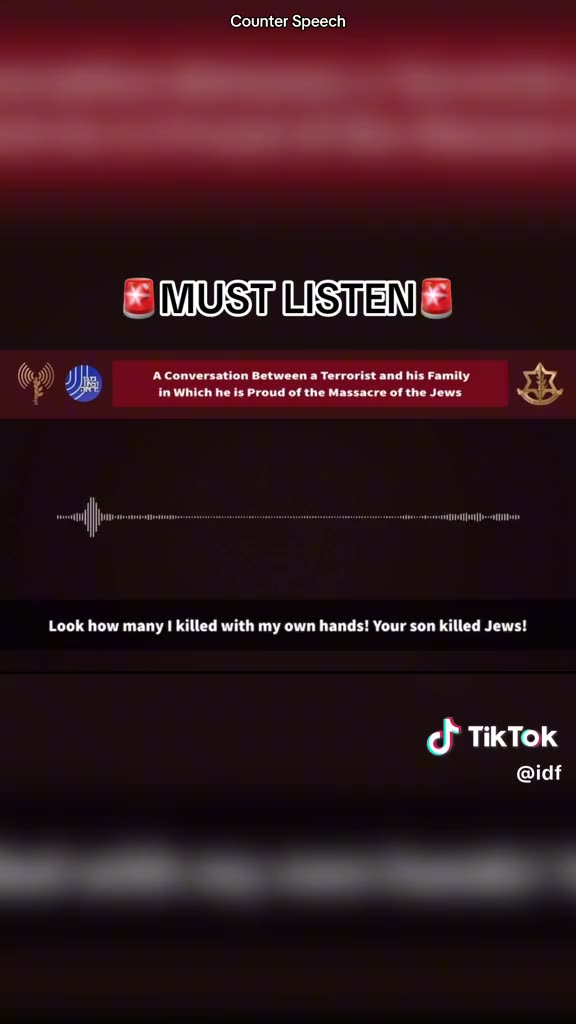 Counter Speech
🚨MUST LISTEN🚨
A Conversation Between a Terrorist and his Family
in Which he is Proud of the Massacre of the Jews
Look how many I killed with my own hands! Your son killed Jews!
TikTok
@idf